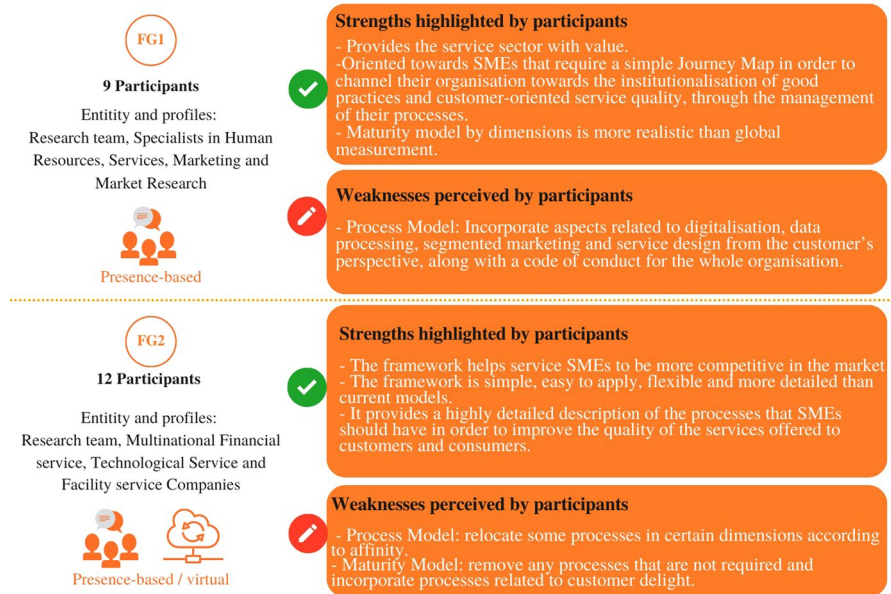 FG1
9 Participants
Entitity and profiles:
Research team, Specialists in Human
Resources, Services, Marketing and
Market Research
Presence-based
Strengths highlighted by participants
- Provides the service sector with value.
-Oriented towards SMEs that require a simple Journey Map in order to
channel their organisation towards the institutionalisation of good
practices and customer-oriented service quality, through the management
of their processes.
- Maturity model by dimensions is more realistic than global
measurement.
Weaknesses perceived by participants
- Process Model: Incorporate aspects related to digitalisation, data
processing, segmented marketing and service design from the customer's
perspective, along with a code of conduct for the whole organisation.
FG2
12 Participants
Entitity and profiles:
Research team, Multinational Financial
service, Technological Service and
Facility service Companies
Presence-based / virtual
Strengths highlighted by participants
- The framework helps service SMEs to be more competitive in the market
- The framework is simple, easy to apply, flexible and more detailed than
current models.
- It provides a highly detailed description of the processes that SMEs
should have in order to improve the quality of the services offered to
customers and consumers.
Weaknesses perceived by participants
- Process Model: relocate some processes in certain dimensions according
to affinity.
- Maturity Model: remove any processes that are not required and
incorporate processes related to customer delight.